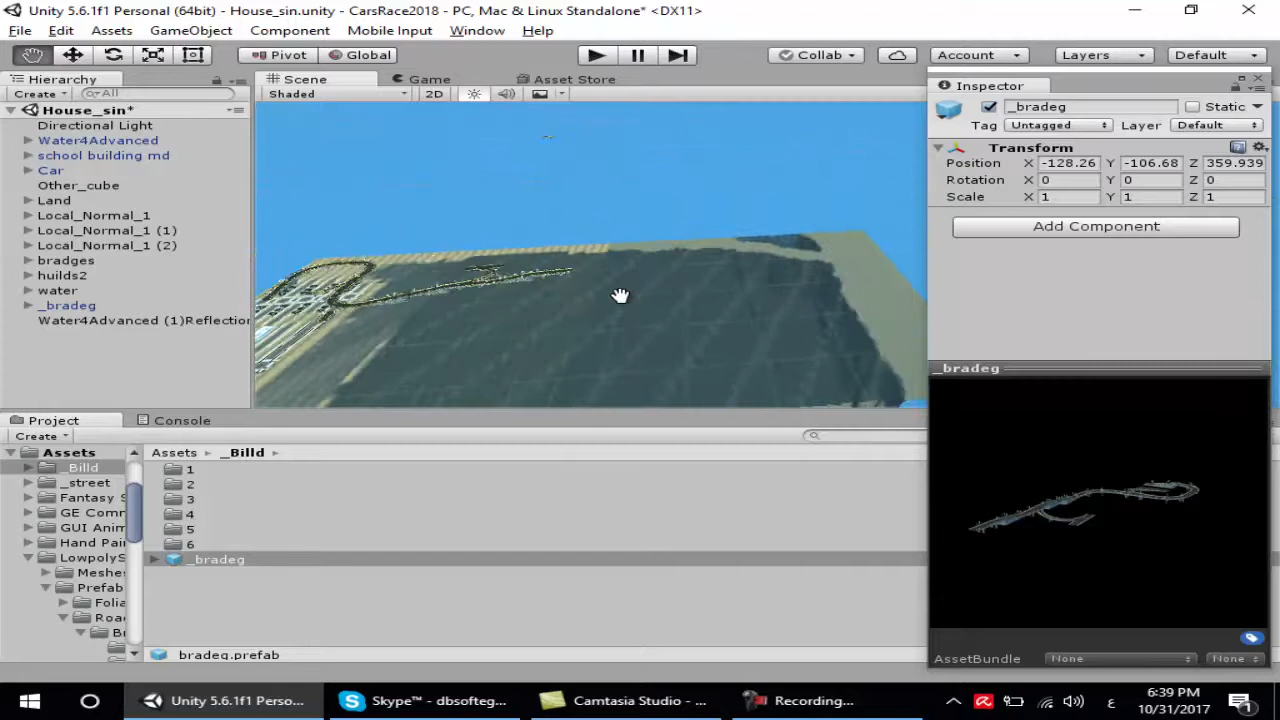 Unity 5.6.1f1 Personal (64bit) - House_sin.unity - CarsRace2018 - PC, Mac & Linux Standalone* <DX11>
File Edit Assets GameObject Component Mobile Input Window Help
Pivot Global Collab Account Layers Default
Hierarchy
Create All
House_sin*
Directional Light
Water4Advanced
school building md
Car
Other_cube
Land
Local_Normal_1
Local_Normal_1 (1)
Local_Normal_1 (2)
bradges
huilds2
water
_bradeg
Water4Advanced (1)Reflection
Scene Game Asset Store
Shaded 2D
Inspector
_bradeg Static
Tag Untagged Layer Default
Transform
Position X -128.26 Y -106.68 Z 359.939
Rotation X 0 Y 0 Z 0
Scale X 1 Y 1 Z 1
Add Component
_bradeg
AssetBundle None None
Project Console
Create
Assets
_Billd
_street
Fantasy S
GE Comm
GUI Anim
Hand Pain
LowpolyS
Meshes
Prefab
Folia
Road
Br
Assets _Billd
1
2
3
4
5
6
_bradeg
bradeg.prefab
Unity 5.6.1f1 Perso...
Skype™ - dbsofteg...
Camtasia Studio - ...
Recording...
ع
6:39 PM
10/31/2017
1